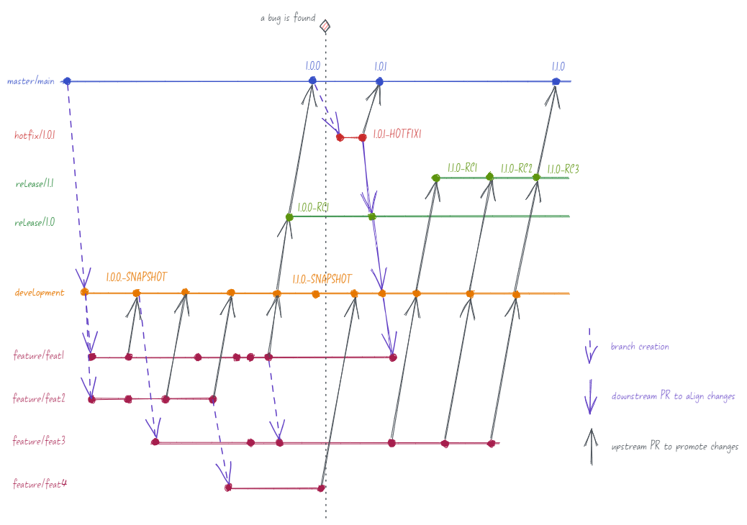 a bug is found
1.0.0
1.0.1
1.1.0
master/main
hotfix/1.0.1
1.0.1-HOTFIX1
1.1.0-RC1
1.1.0-RC2
1.1.0-RC3
release/1.1
1.0.0-RC1
release/1.0
1.0.0-SNAPSHOT
1.1.0-SNAPSHOT
development
feature/feat1
branch creation
feature/feat2
downstream PR to align changes
feature/feat3
upstream PR to promote changes
feature/feat4